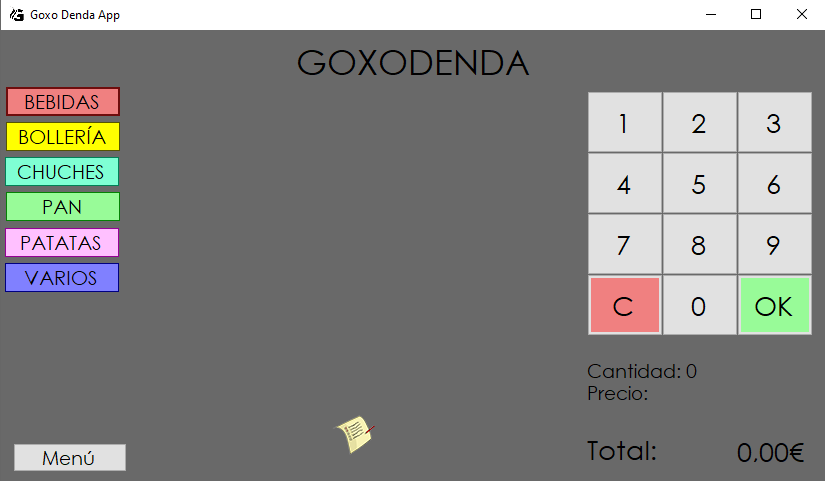 Goxo Denda App
GOXODENDA
BEBIDAS
BOLLERÍA
CHUCHES
PAN
PATATAS
VARIOS
Menú
1 2 3
4 5 6
7 8 9
C 0 OK
Cantidad: 0
Precio:
Total: 0,00€